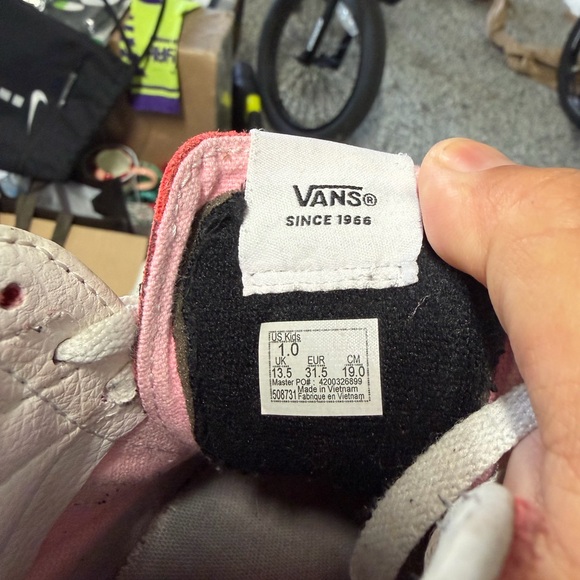 VANS®
SINCE 1966
US Kids
1.0
UK EUR CM
13.5 31.5 19.0
Master PO# : 4200326899
508731 Made in Vietnam
Fabrique en Vietnam